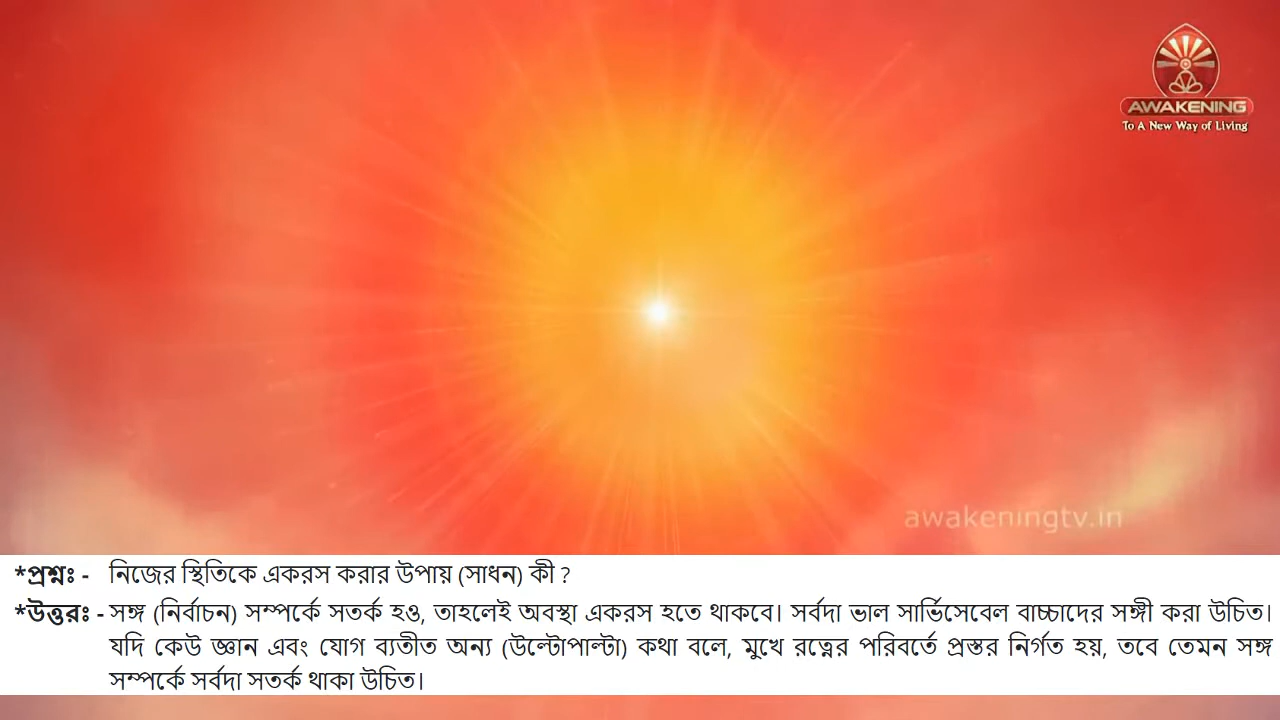 AWAKENING
To A New Way of Living
awakeningtv.in
*প্রশ্নঃ - নিজের স্থিতিকে একরস করার উপায় (সাধন) কী ?
*উত্তরঃ - সঙ্গ (নির্বাচন) সম্পর্কে সতর্ক হও, তাহলেই অবস্থা একরস হতে থাকবে। সর্বদা ভাল সার্ভিসেবেল বাচ্চাদের সঙ্গী করা উচিত।
যদি কেউ জ্ঞান এবং যোগ ব্যতীত অন্য (উল্টোপাল্টা) কথা বলে, মুখে রত্নের পরিবর্তে প্রস্তর নির্গত হয়, তবে তেমন সঙ্গ
সম্পর্কে সর্বদা সতর্ক থাকা উচিত।